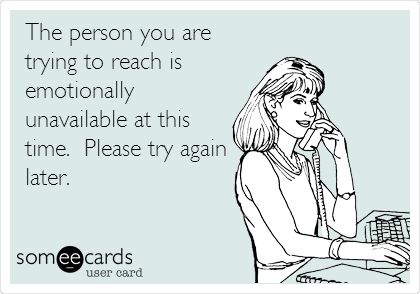 The person you are
trying to reach is
emotionally
unavailable at this
time.  Please try again
later.
someecards
user card